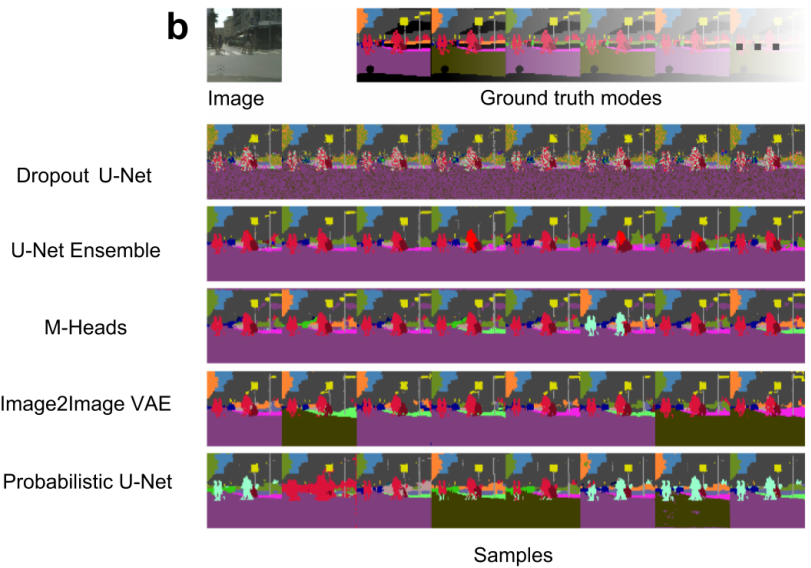 b
Image
Ground truth modes
Dropout U-Net
U-Net Ensemble
M-Heads
Image2Image VAE
Probabilistic U-Net
Samples